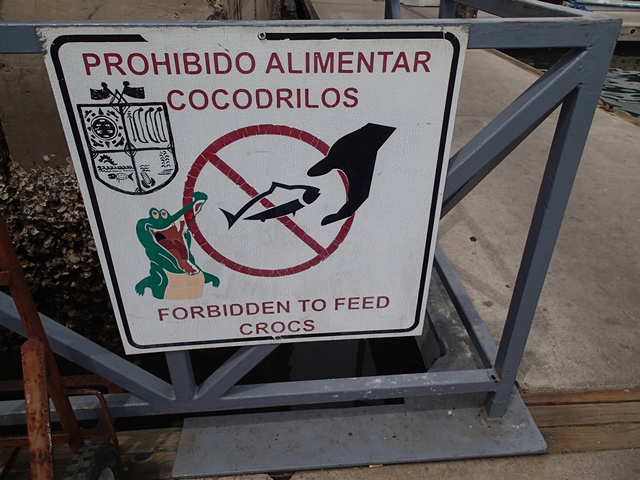 PROHIBIDO ALIMENTAR
COCODRILOS
FORBIDDEN TO FEED
CROCS